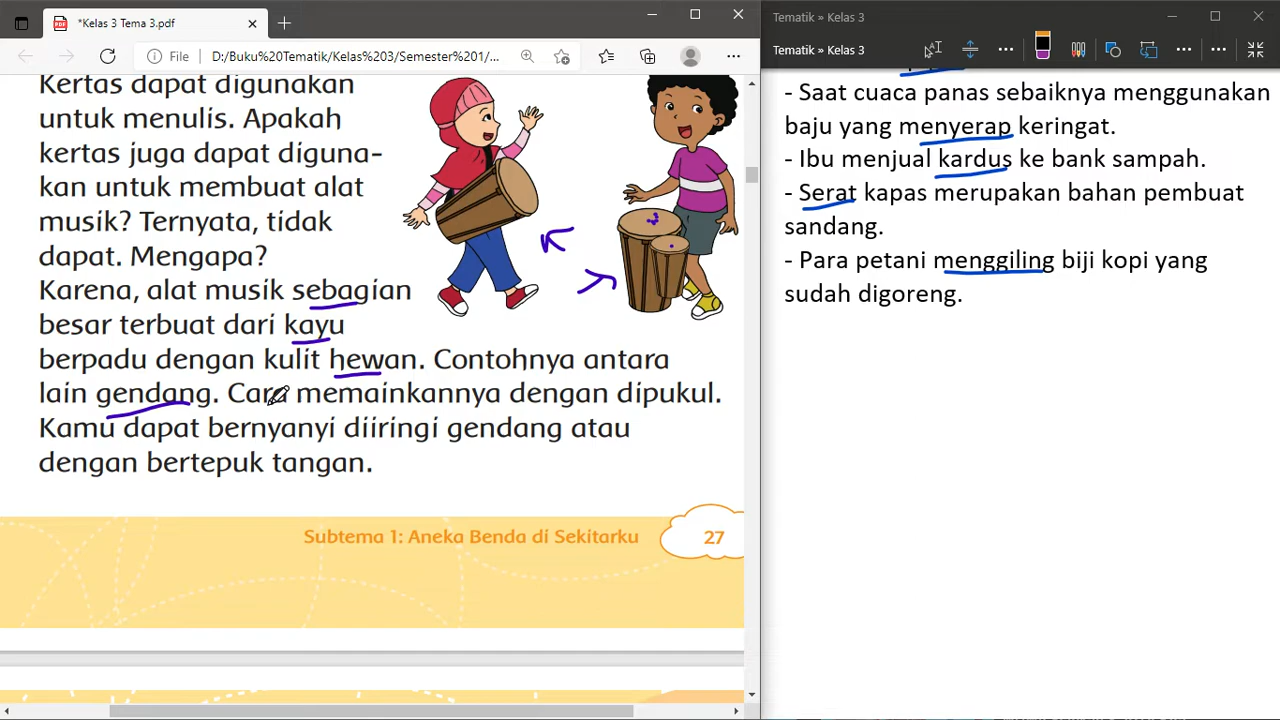 *Kelas 3 Tema 3.pdf
File
D:/Buku%20Tematik/Kelas%203/Semester%201/...
Kertas dapat digunakan
untuk menulis. Apakah
kertas juga dapat diguna-
kan untuk membuat alat
musik? Ternyata, tidak
dapat. Mengapa?
Karena, alat musik sebagian
besar terbuat dari kayu
berpadu dengan kulit hewan. Contohnya antara
lain gendang. Cara memainkannya dengan dipukul.
Kamu dapat bernyanyi diiringi gendang atau
dengan bertepuk tangan.
Subtema 1: Aneka Benda di Sekitarku
27
Tematik » Kelas 3
Tematik » Kelas 3
- Saat cuaca panas sebaiknya menggunakan
baju yang menyerap keringat.
- Ibu menjual kardus ke bank sampah.
- Serat kapas merupakan bahan pembuat
sandang.
- Para petani menggiling biji kopi yang
sudah digoreng.